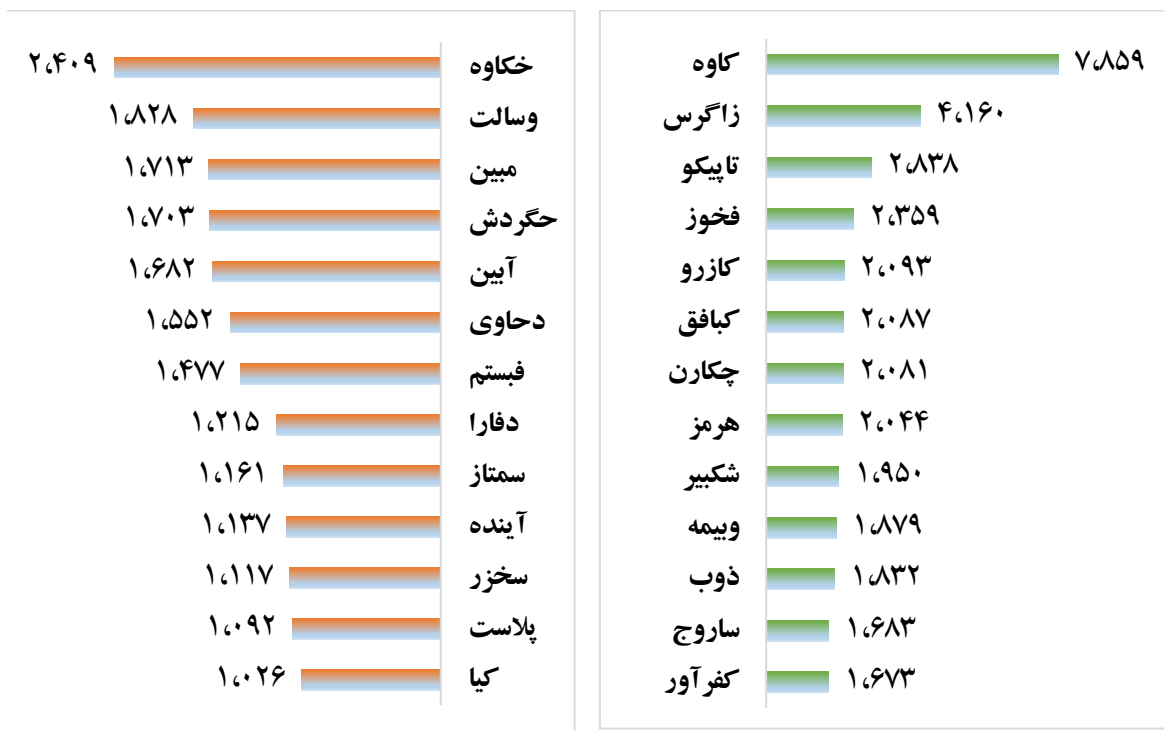 کاوه ۷،۸۵۹
زاگرس ۴،۱۶۰
تاپیکو ۲،۸۳۸
فخوز ۲،۳۵۹
کازرو ۲،۰۹۳
کبافق ۲،۰۸۷
چکارن ۲،۰۸۱
هرمز ۲،۰۴۴
شکبیر ۱،۹۵۰
وبیمه ۱،۸۷۹
ذوب ۱،۸۳۲
ساروج ۱،۶۸۳
کفرآور ۱،۶۷۳
خکاوه ۲،۴۰۹
وسالت ۱،۸۲۸
مبین ۱،۷۱۳
حگردش ۱،۷۰۳
آبین ۱،۶۸۲
دحاوی ۱،۵۵۲
فبستم ۱،۴۷۷
دفارا ۱،۲۱۵
سمتاز ۱،۱۶۱
آینده ۱،۱۳۷
سخزر ۱،۱۱۷
پلاست ۱،۰۹۲
کیا ۱،۰۲۶